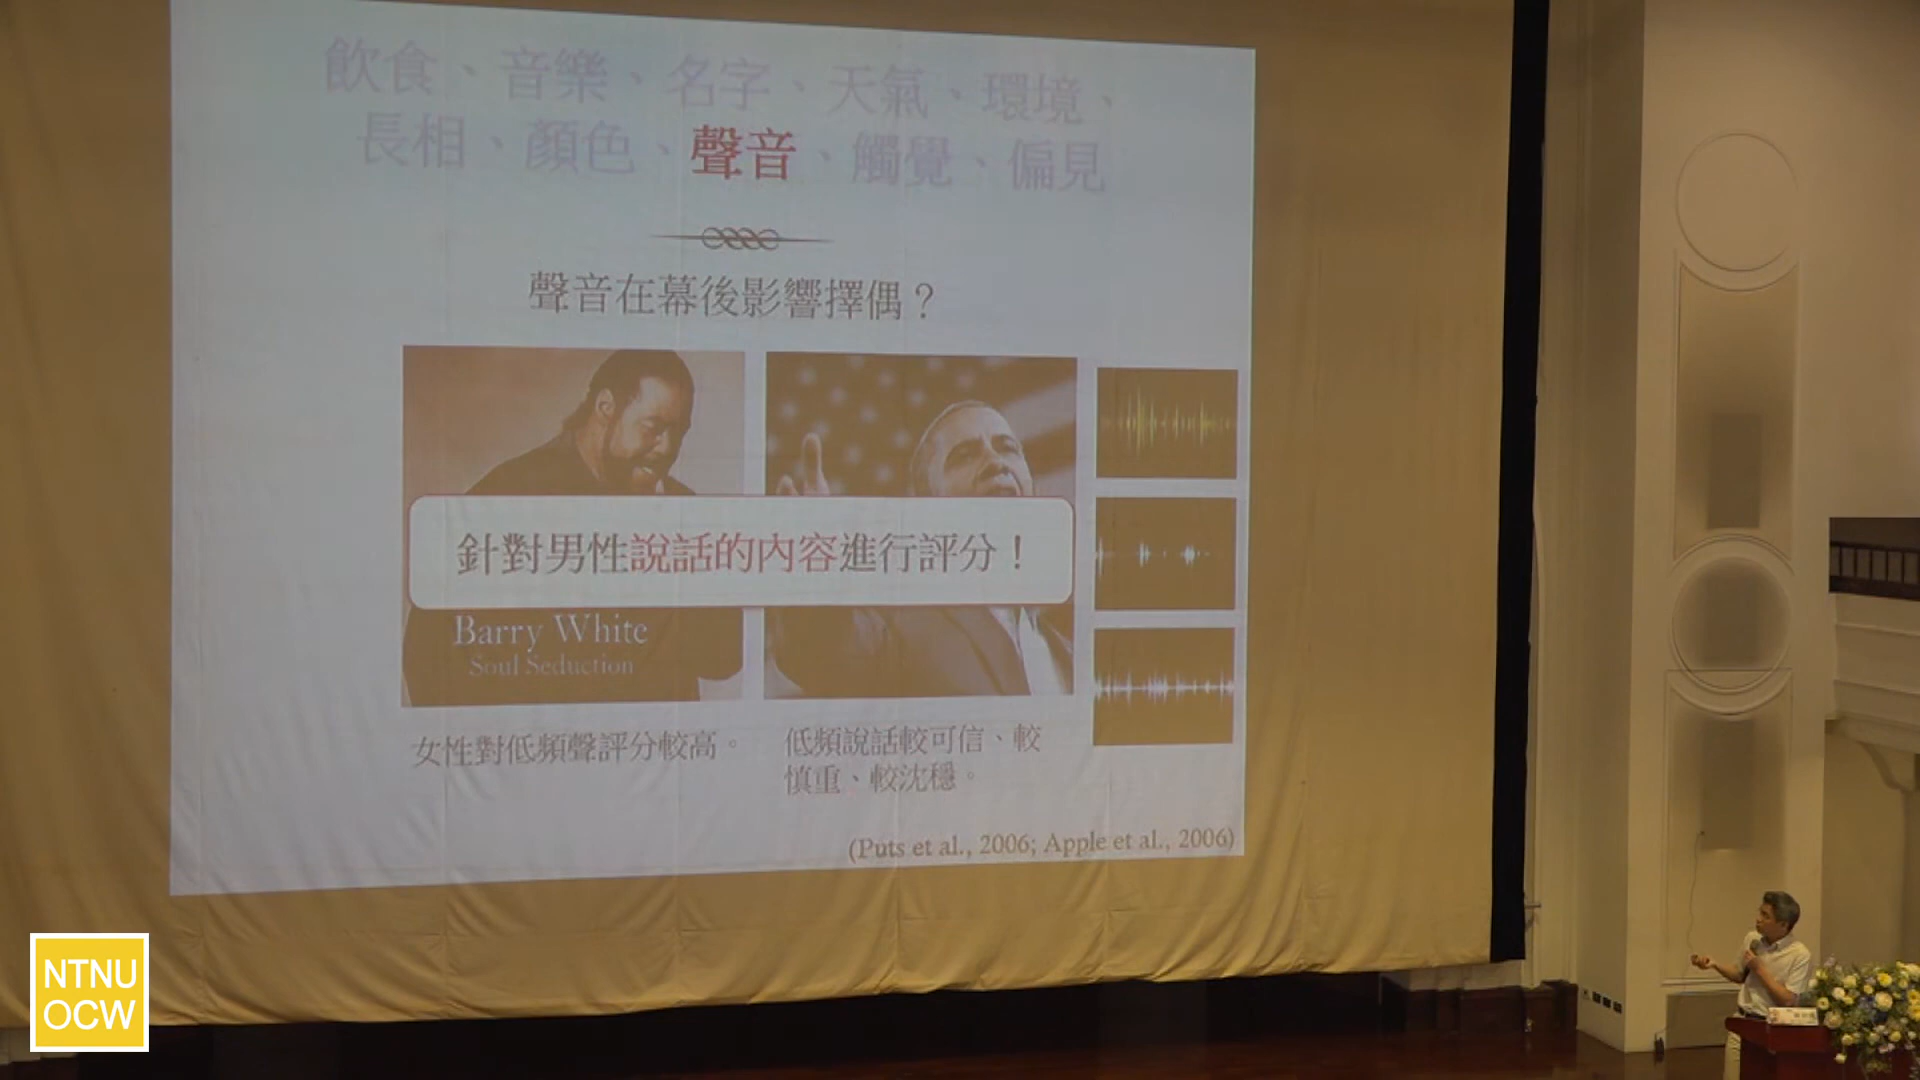 飲食、音樂、名字、天氣、環境、
長相、顏色、聲音、觸覺、偏見
聲音在幕後影響擇偶？
針對男性說話的內容進行評分！
Barry White
Soul Seduction
女性對低頻聲評分較高。
低頻說話較可信、較
慎重、較沈穩。
(Puts et al., 2006; Apple et al., 2006)
NTNU
OCW